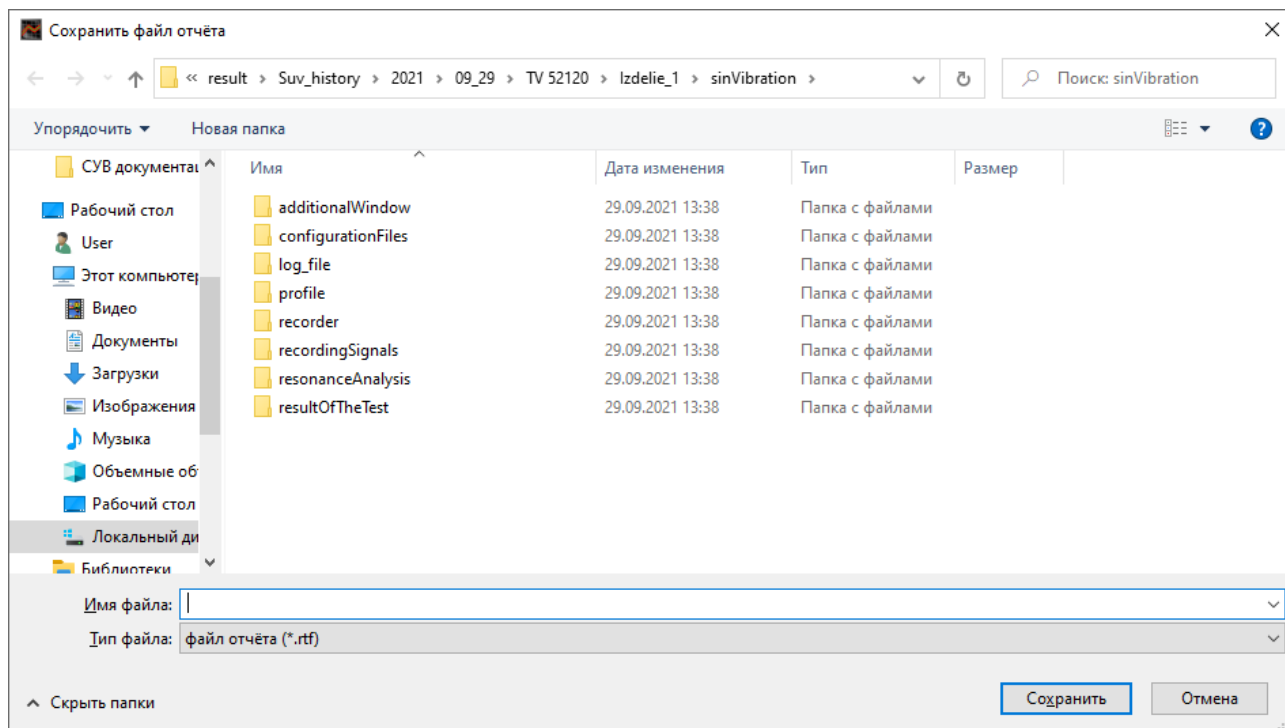 Сохранить файл отчёта
« result › Suv_history › 2021 › 09_29 › TV 52120 › Izdelie_1 › sinVibration ›
Поиск: sinVibration
Упорядочить
Новая папка
СУВ документац
Рабочий стол
User
Этот компьютер
Видео
Документы
Загрузки
Изображения
Музыка
Объемные об
Рабочий стол
Локальный ди
Библиотеки
Имя Дата изменения Тип Размер
additionalWindow 29.09.2021 13:38 Папка с файлами
configurationFiles 29.09.2021 13:38 Папка с файлами
log_file 29.09.2021 13:38 Папка с файлами
profile 29.09.2021 13:38 Папка с файлами
recorder 29.09.2021 13:38 Папка с файлами
recordingSignals 29.09.2021 13:38 Папка с файлами
resonanceAnalysis 29.09.2021 13:38 Папка с файлами
resultOfTheTest 29.09.2021 13:38 Папка с файлами
Имя файла:
Тип файла: файл отчёта (*.rtf)
Скрыть папки
Сохранить
Отмена